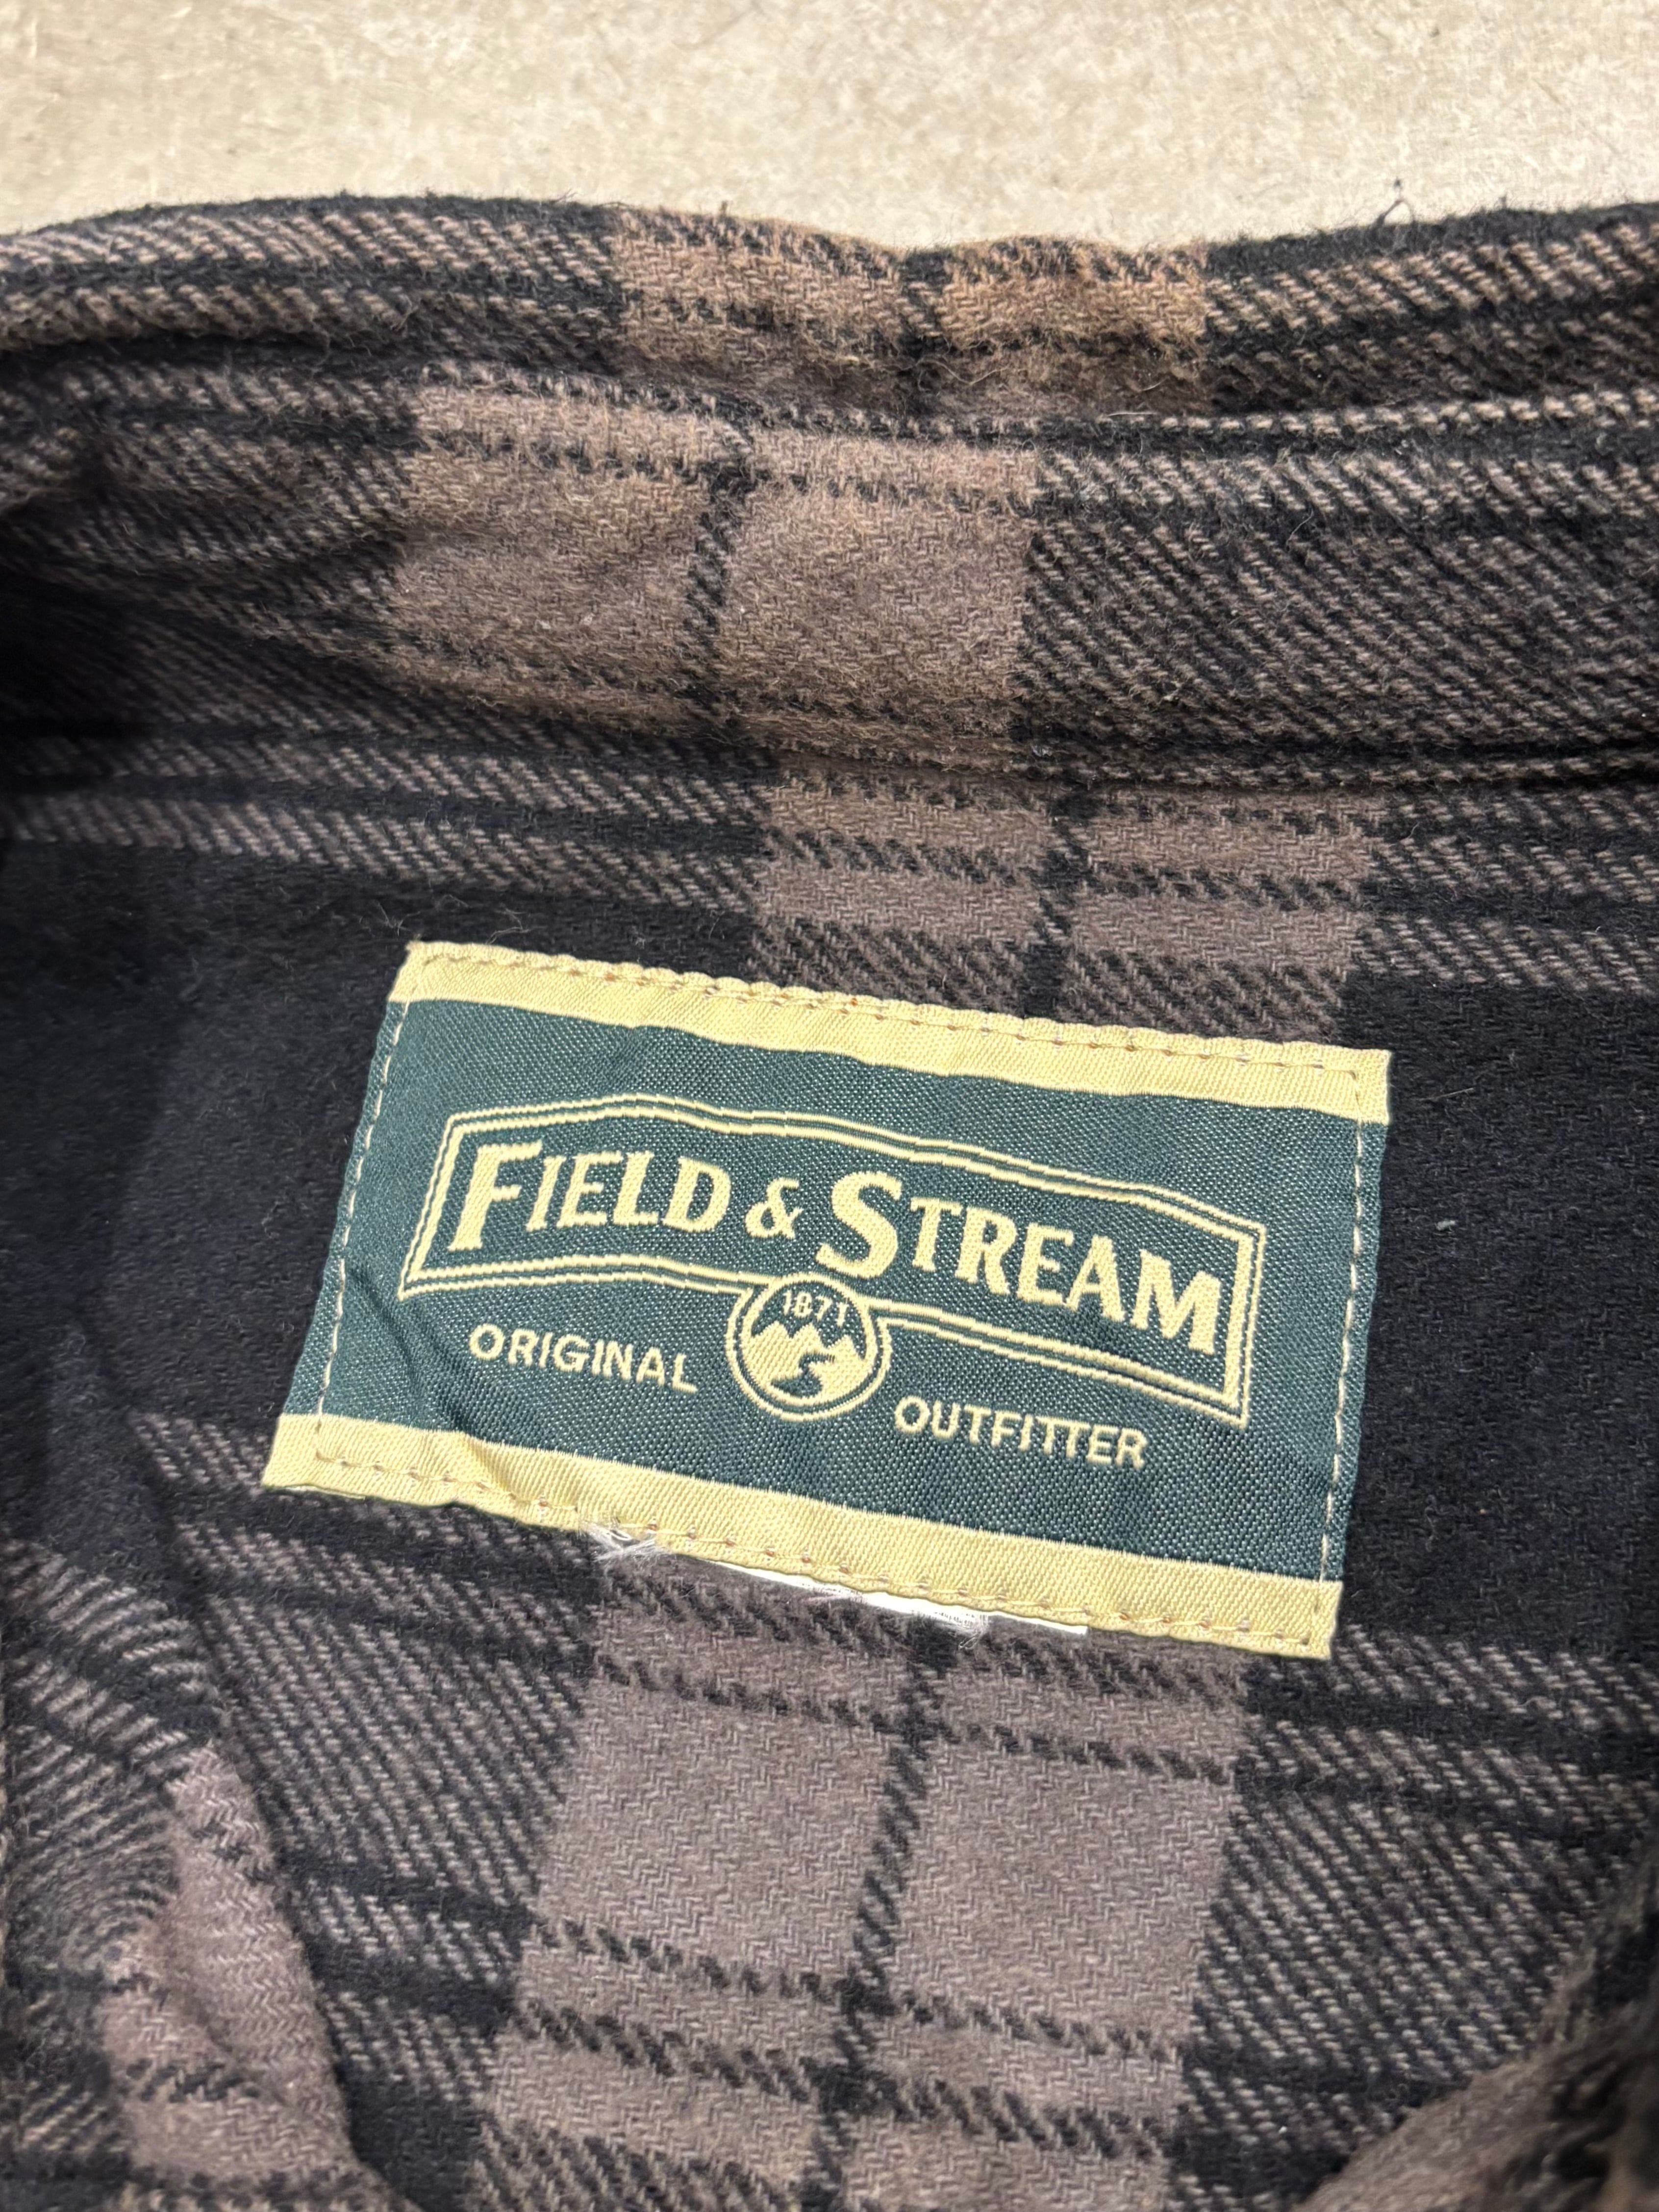 FIELD & STREAM
1871
ORIGINAL OUTFITTER